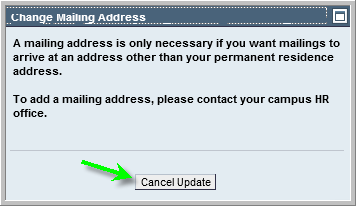 Change Mailing Address
A mailing address is only necessary if you want mailings to
arrive at an address other than your permanent residence
address.
To add a mailing address, please contact your campus HR
office.
Cancel Update